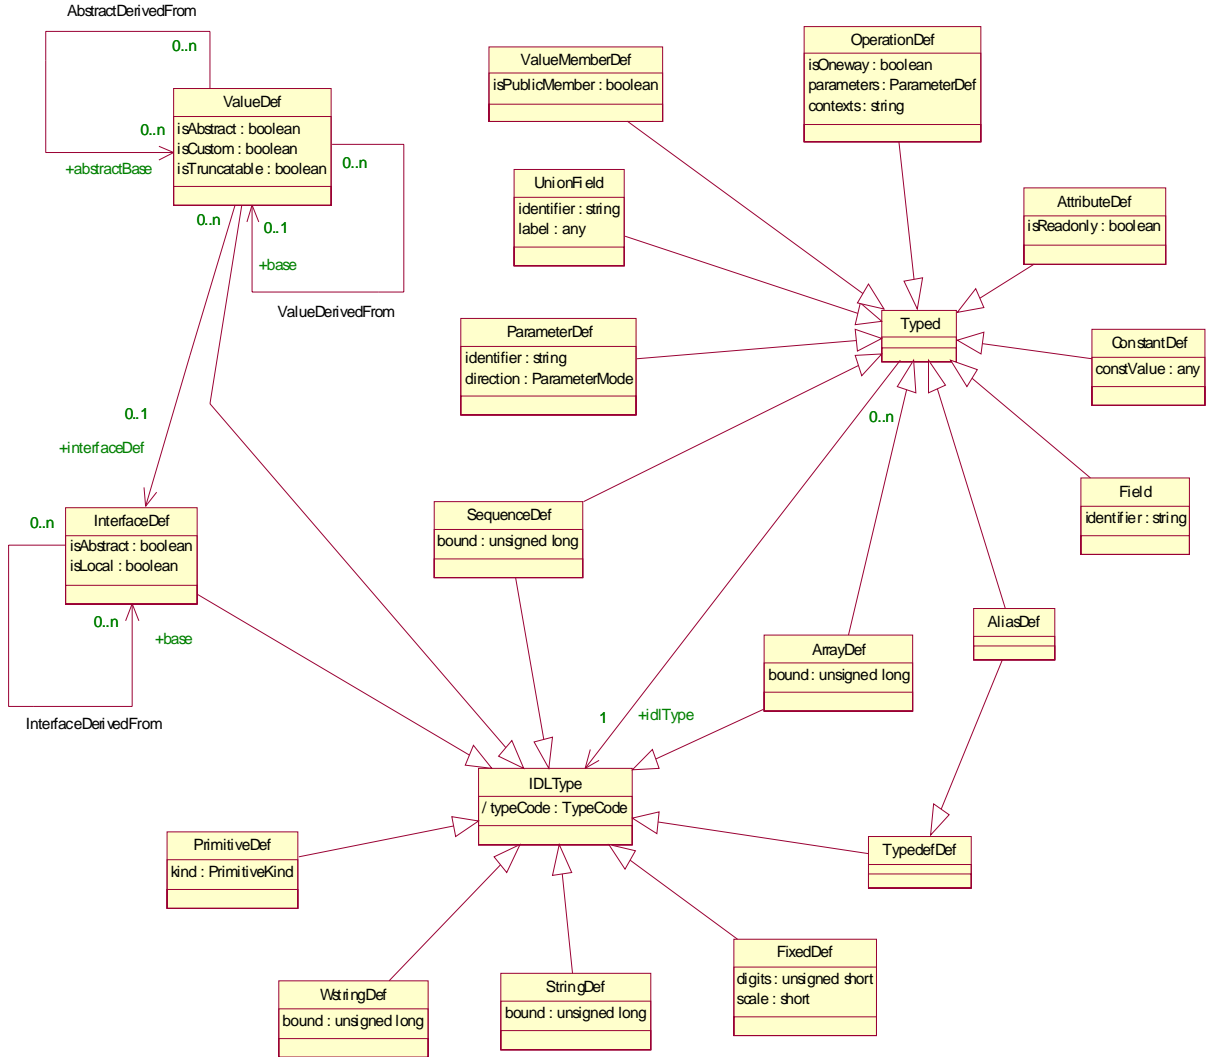 AbstractDerivedFrom
0..n
ValueDef
isAbstract : boolean
isCustom : boolean
isTruncatable : boolean
0..n
+abstractBase
0..n
0..n
0..1
+base
ValueDerivedFrom
0..1
+interfaceDef
InterfaceDef
isAbstract : boolean
isLocal : boolean
0..n
0..n
+base
InterfaceDerivedFrom
ValueMemberDef
isPublicMember : boolean
OperationDef
isOneway : boolean
parameters : ParameterDef
contexts : string
UnionField
identifier : string
label : any
AttributeDef
isReadonly : boolean
ParameterDef
identifier : string
direction : ParameterMode
Typed
ConstantDef
constValue : any
0..n
SequenceDef
bound : unsigned long
Field
identifier : string
AliasDef
ArrayDef
bound : unsigned long
1
+idlType
IDLType
/ typeCode : TypeCode
PrimitiveDef
kind : PrimitiveKind
TypedefDef
WstringDef
bound : unsigned long
StringDef
bound : unsigned long
FixedDef
digits : unsigned short
scale : short